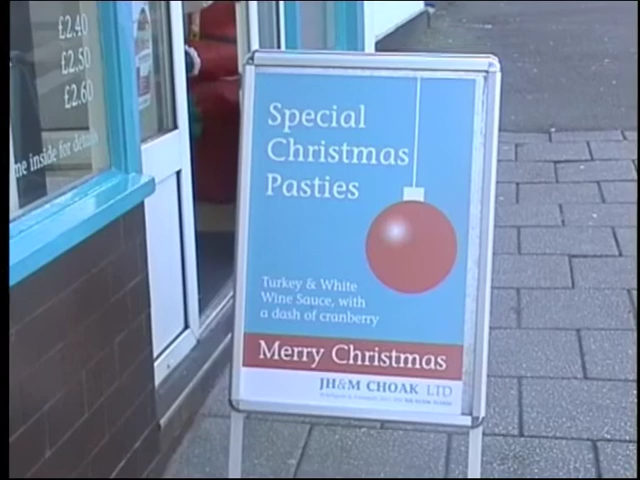 £2.40
£2.50
£2.60
me inside for details
Special
Christmas
Pasties
Turkey & White
Wine Sauce, with
a dash of cranberry
Merry Christmas
JH&M CHOAK LTD